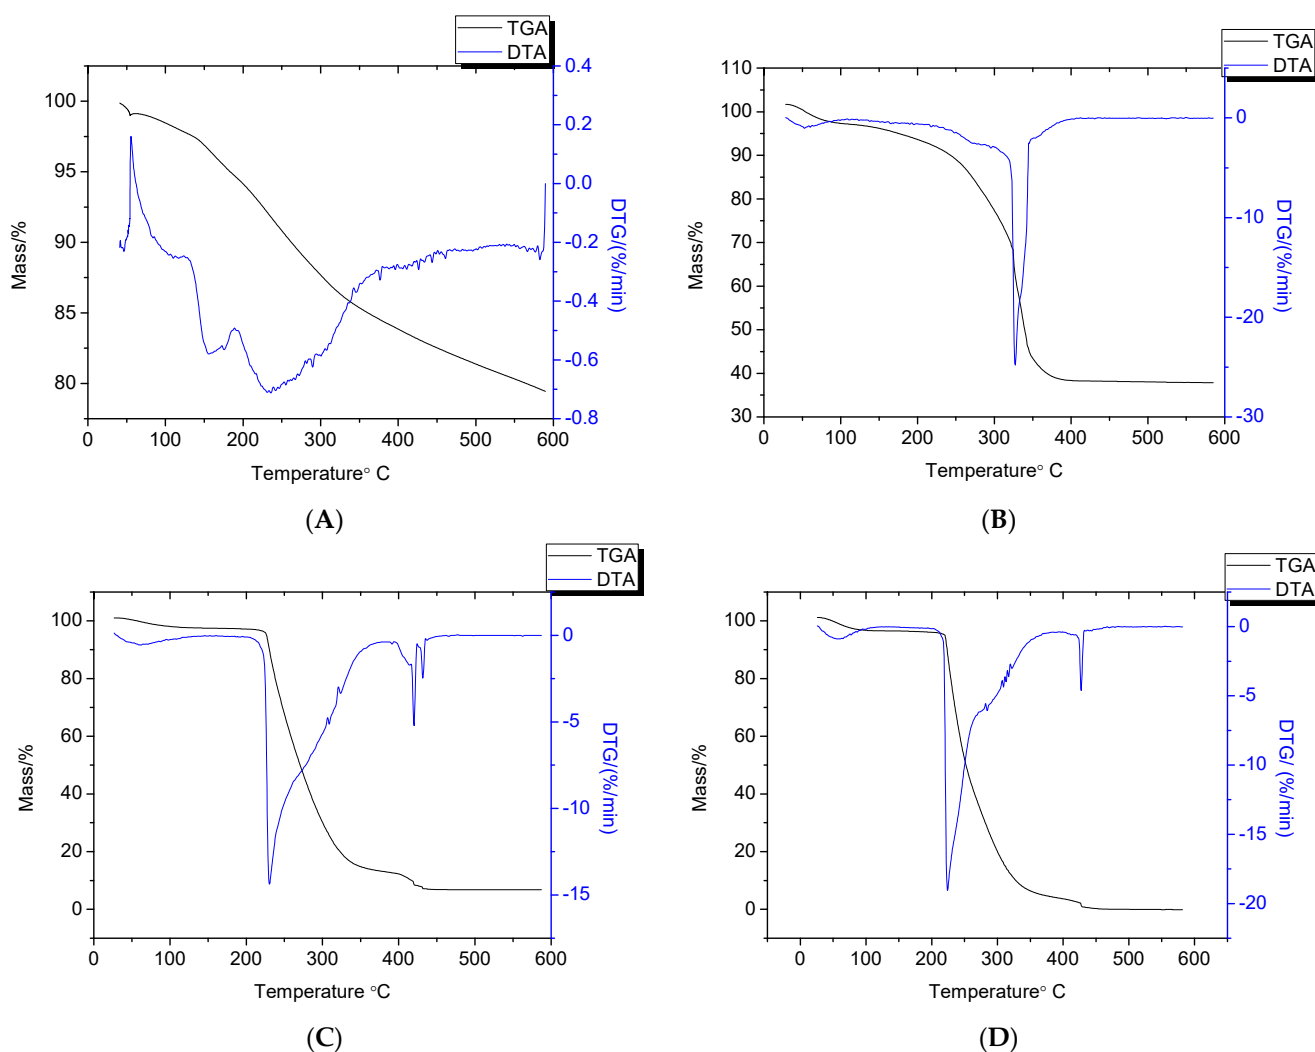 TGA
DTA
100
95
90
85
80
Mass/%
0.4
0.2
0.0
-0.2
-0.4
-0.6
-0.8
DTG/(%/min)
0 100 200 300 400 500 600
Temperature° C
(A)
TGA
DTA
110
100
90
80
70
60
50
40
30
Mass/%
0
-10
-20
-30
DTG/(%/min)
0 100 200 300 400 500 600
Temperature° C
(B)
TGA
DTA
100
80
60
40
20
0
Mass/%
0
-5
-10
-15
DTG/(%/min)
0 100 200 300 400 500 600
Temperature °C
(C)
TGA
DTA
100
80
60
40
20
0
Mass/%
0
-5
-10
-15
-20
DTG/ (%/min)
0 100 200 300 400 500 600
Temperature° C
(D)